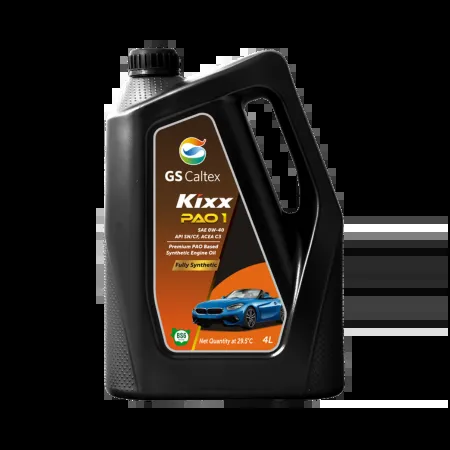 GS Caltex
Kixx
PAO 1
SAE 0W-40
API SN/CF, ACEA C3
Premium PAO Based
Synthetic Engine Oil
Fully Synthetic
BS6
Net Quantity at 29.5°C
4L